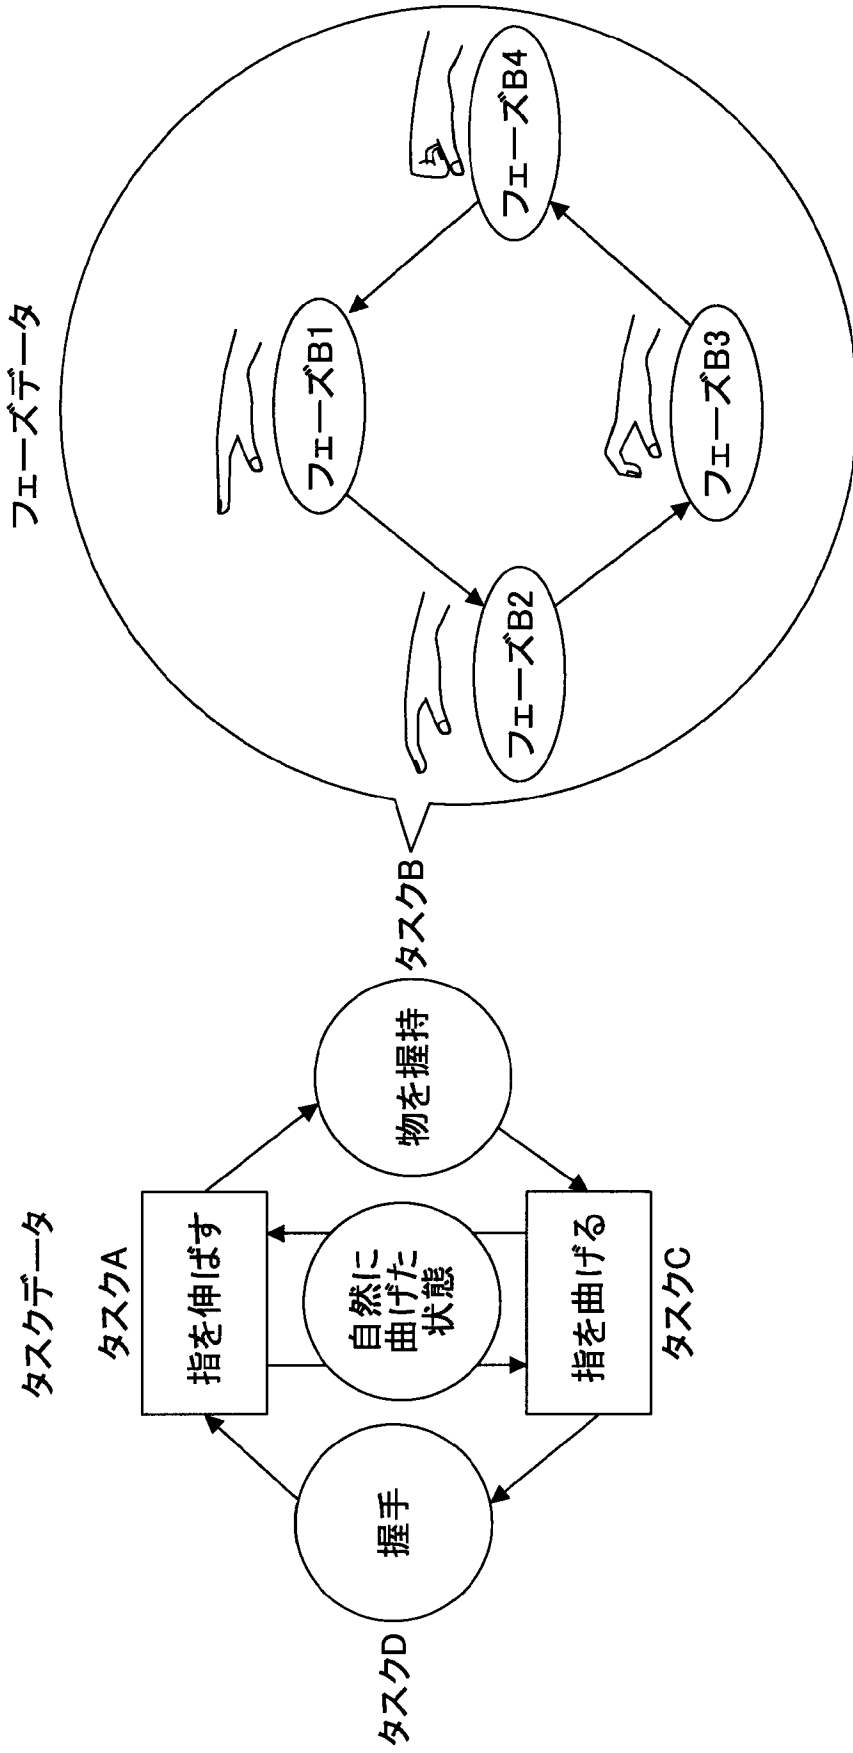 タスクデータ
タスクA
指を伸ばす
タスクD
握手
自然に
曲げた
状態
物を握持
タスクB
指を曲げる
タスクC
フェーズデータ
フェーズB1
フェーズB2
フェーズB3
フェーズB4